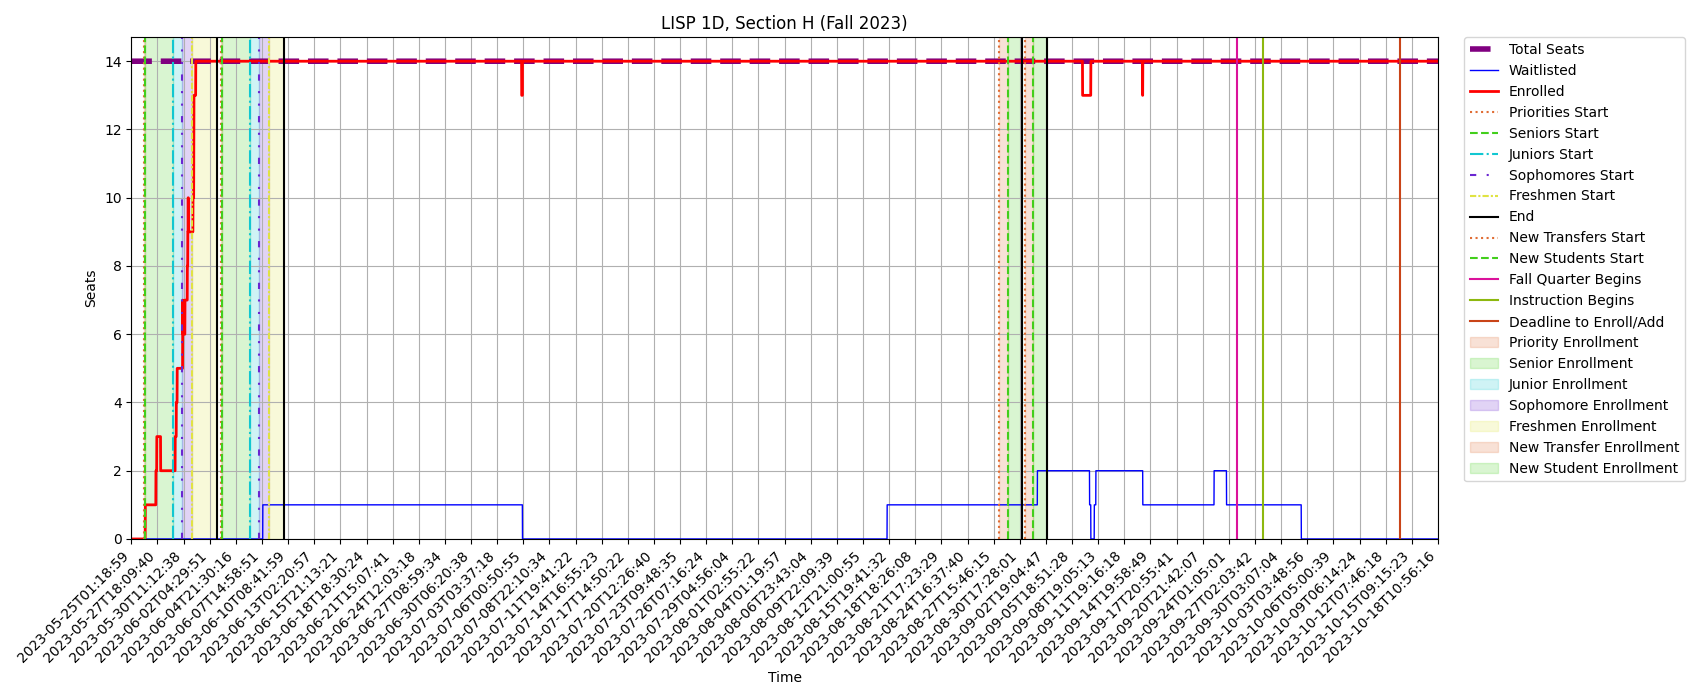 LISP 1D, Section H (Fall 2023)
14
12
10
8
6
4
2
0
Seats
2023-05-25T01:18:59
2023-05-27T18:09:40
2023-05-30T11:12:38
2023-06-02T04:29:51
2023-06-04T21:30:16
2023-06-07T14:58:51
2023-06-10T08:41:59
2023-06-13T02:20:57
2023-06-15T21:13:21
2023-06-18T18:30:24
2023-06-21T15:07:41
2023-06-24T12:03:18
2023-06-27T08:59:34
2023-06-30T06:20:38
2023-07-03T03:37:18
2023-07-06T00:50:55
2023-07-08T22:10:34
2023-07-11T19:41:22
2023-07-14T16:55:23
2023-07-17T14:50:22
2023-07-20T12:26:40
2023-07-23T09:48:35
2023-07-26T07:16:24
2023-07-29T04:56:04
2023-08-01T02:55:22
2023-08-04T01:19:57
2023-08-06T23:43:04
2023-08-09T22:09:39
2023-08-12T21:00:55
2023-08-15T19:41:32
2023-08-18T18:26:08
2023-08-21T17:23:29
2023-08-24T16:37:40
2023-08-27T15:46:15
2023-08-30T17:28:01
2023-09-02T19:04:47
2023-09-05T18:51:28
2023-09-08T19:05:13
2023-09-11T19:16:18
2023-09-14T19:58:49
2023-09-17T20:55:41
2023-09-20T21:42:07
2023-09-24T01:05:01
2023-09-27T02:03:42
2023-09-30T03:07:04
2023-10-03T03:48:56
2023-10-06T05:00:39
2023-10-09T06:14:24
2023-10-12T07:46:18
2023-10-15T09:15:23
2023-10-18T10:56:16
Time
Total Seats
Waitlisted
Enrolled
Priorities Start
Seniors Start
Juniors Start
Sophomores Start
Freshmen Start
End
New Transfers Start
New Students Start
Fall Quarter Begins
Instruction Begins
Deadline to Enroll/Add
Priority Enrollment
Senior Enrollment
Junior Enrollment
Sophomore Enrollment
Freshmen Enrollment
New Transfer Enrollment
New Student Enrollment